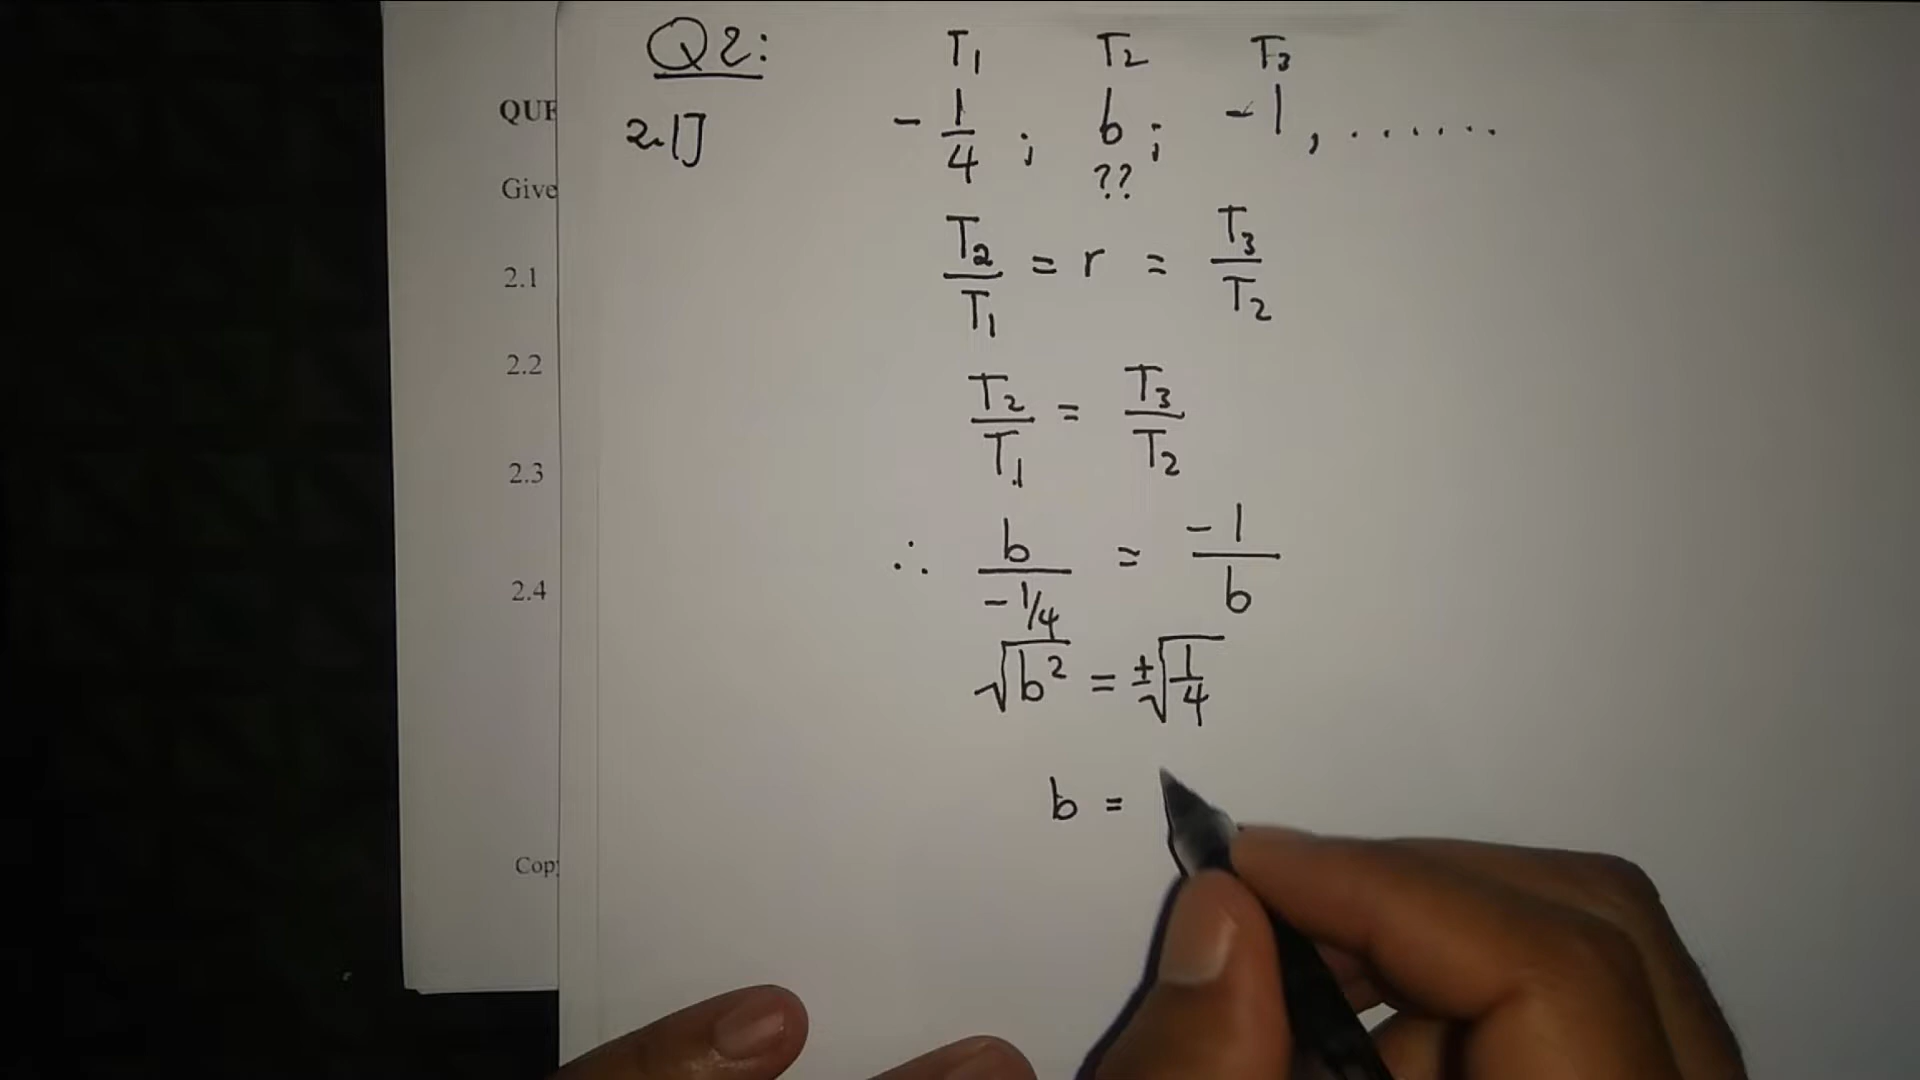 Q2:
T1 T2 T3
2.1] - 1/4 ; b ; -1 , .......
??
T2/T1 = r = T3/T2
T2/T1 = T3/T2
∴ b/(-1/4) = -1/b
√b² = ±√(1/4)
b =
QUE
Give
2.1
2.2
2.3
2.4
Cop